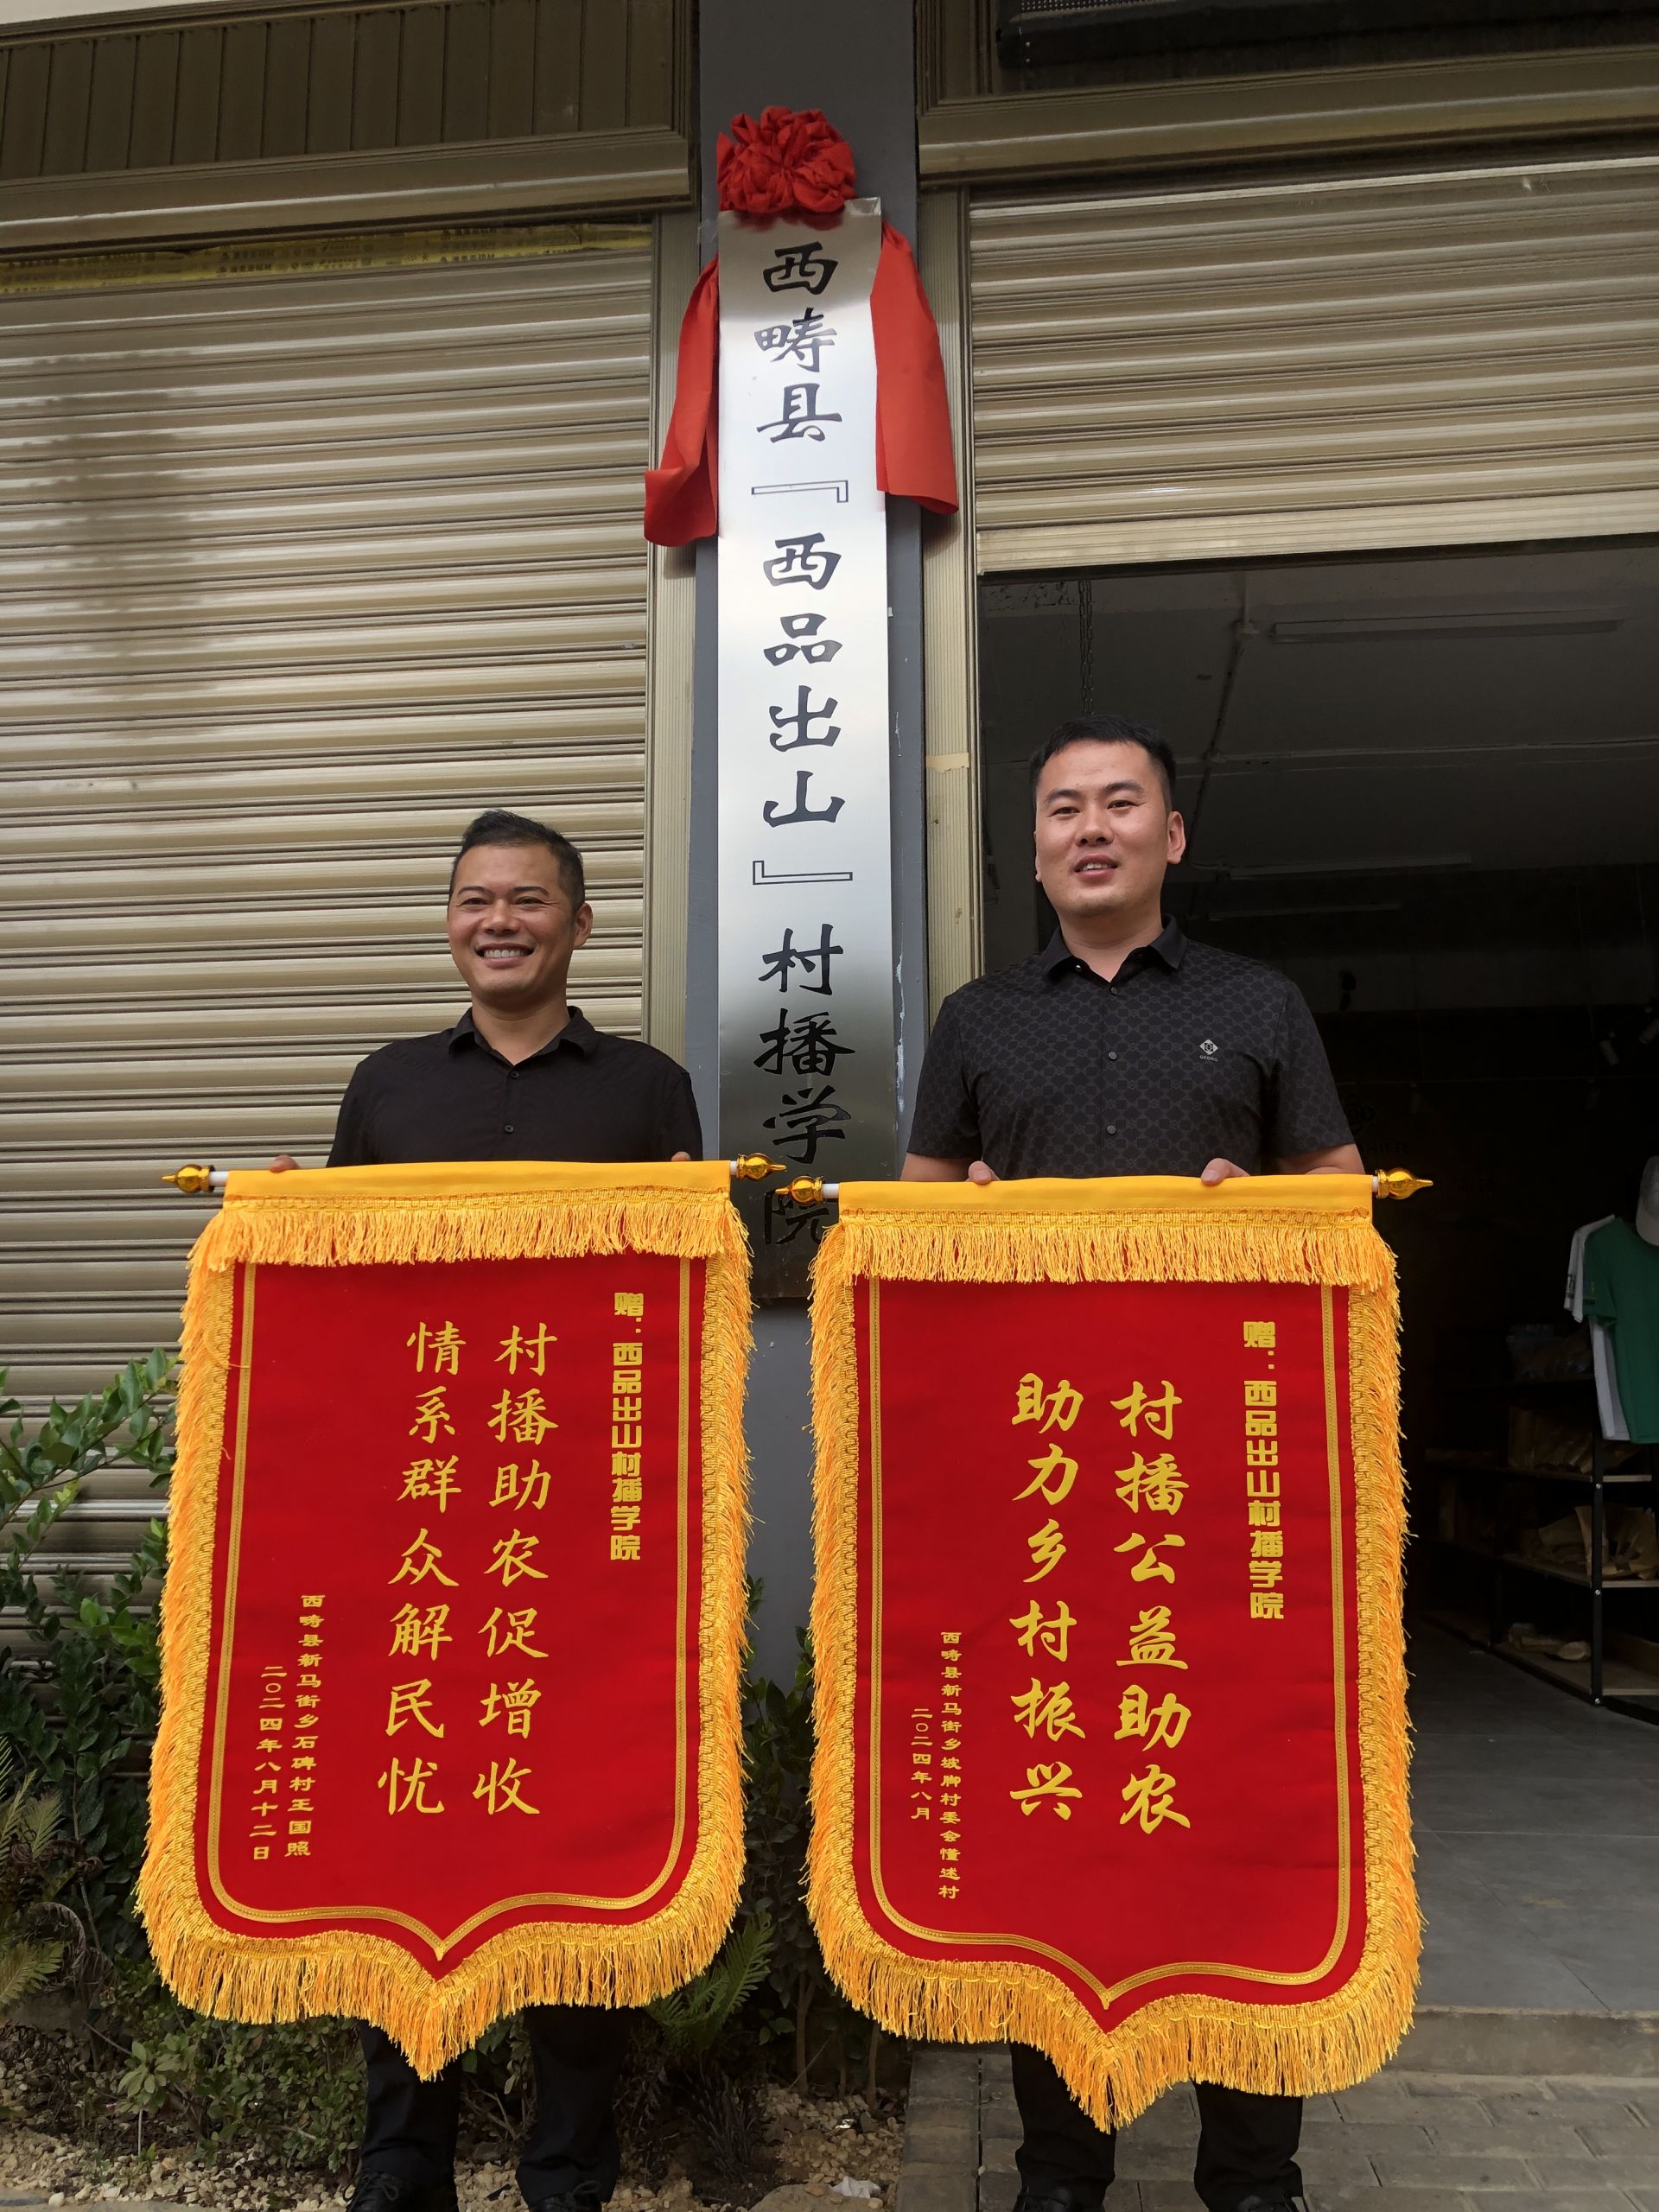 西畴县『西品出山』村播学院
赠：西品出山村播学院
村播助农促增收
情系群众解民忧
西畴县新马街乡石碑村王国照
二〇二四年八月十二日
赠：西品出山村播学院
村播公益助农
助力乡村振兴
西畴县新马街乡坡脚村委会懂迷村
二〇二四年八月